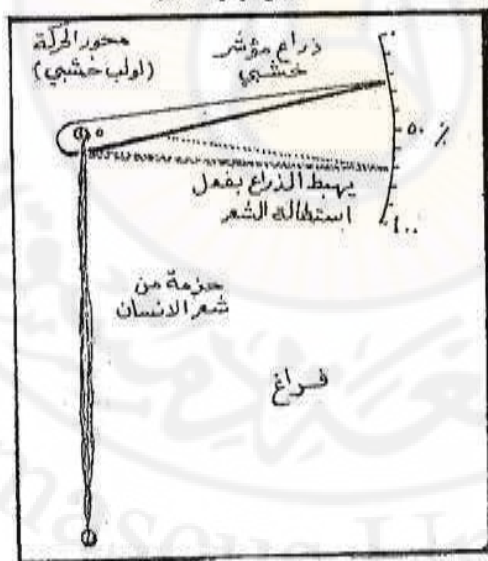 محور الحركة
(لولب خشبي)
ذراع مؤشر
خشبي
٠
٥٠ %
١٠٠
يهبط الذراع بفعل
استطالة الشعر
حزمة من
شعر الانسان
فراغ